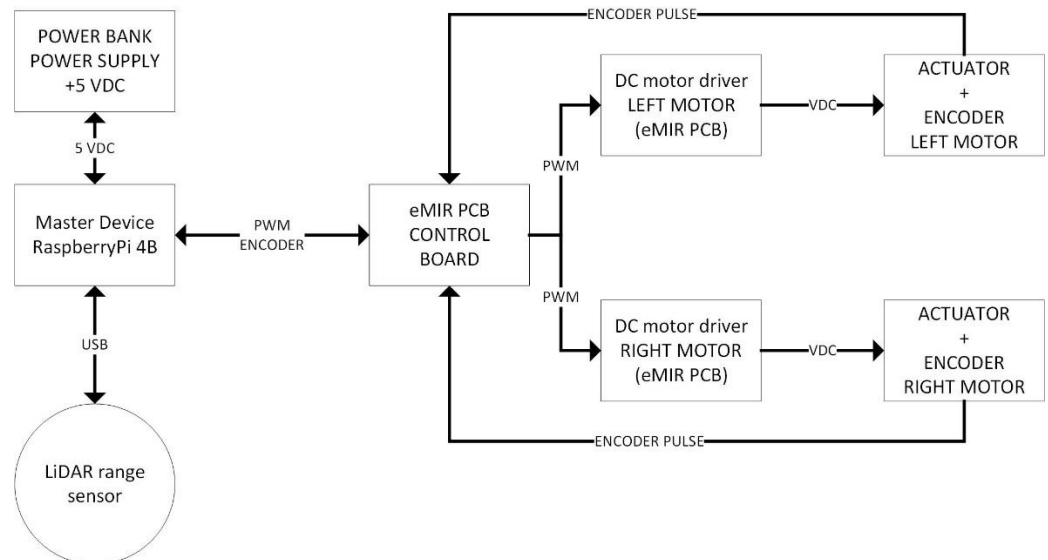 ENCODER PULSE
POWER BANK
POWER SUPPLY
+5 VDC
DC motor driver
LEFT MOTOR
(eMIR PCB)
VDC
ACTUATOR
+
ENCODER
LEFT MOTOR
5 VDC
PWM
Master Device
RaspberryPi 4B
PWM
ENCODER
eMIR PCB
CONTROL
BOARD
PWM
DC motor driver
RIGHT MOTOR
(eMIR PCB)
VDC
ACTUATOR
+
ENCODER
RIGHT MOTOR
USB
ENCODER PULSE
LiDAR range
sensor